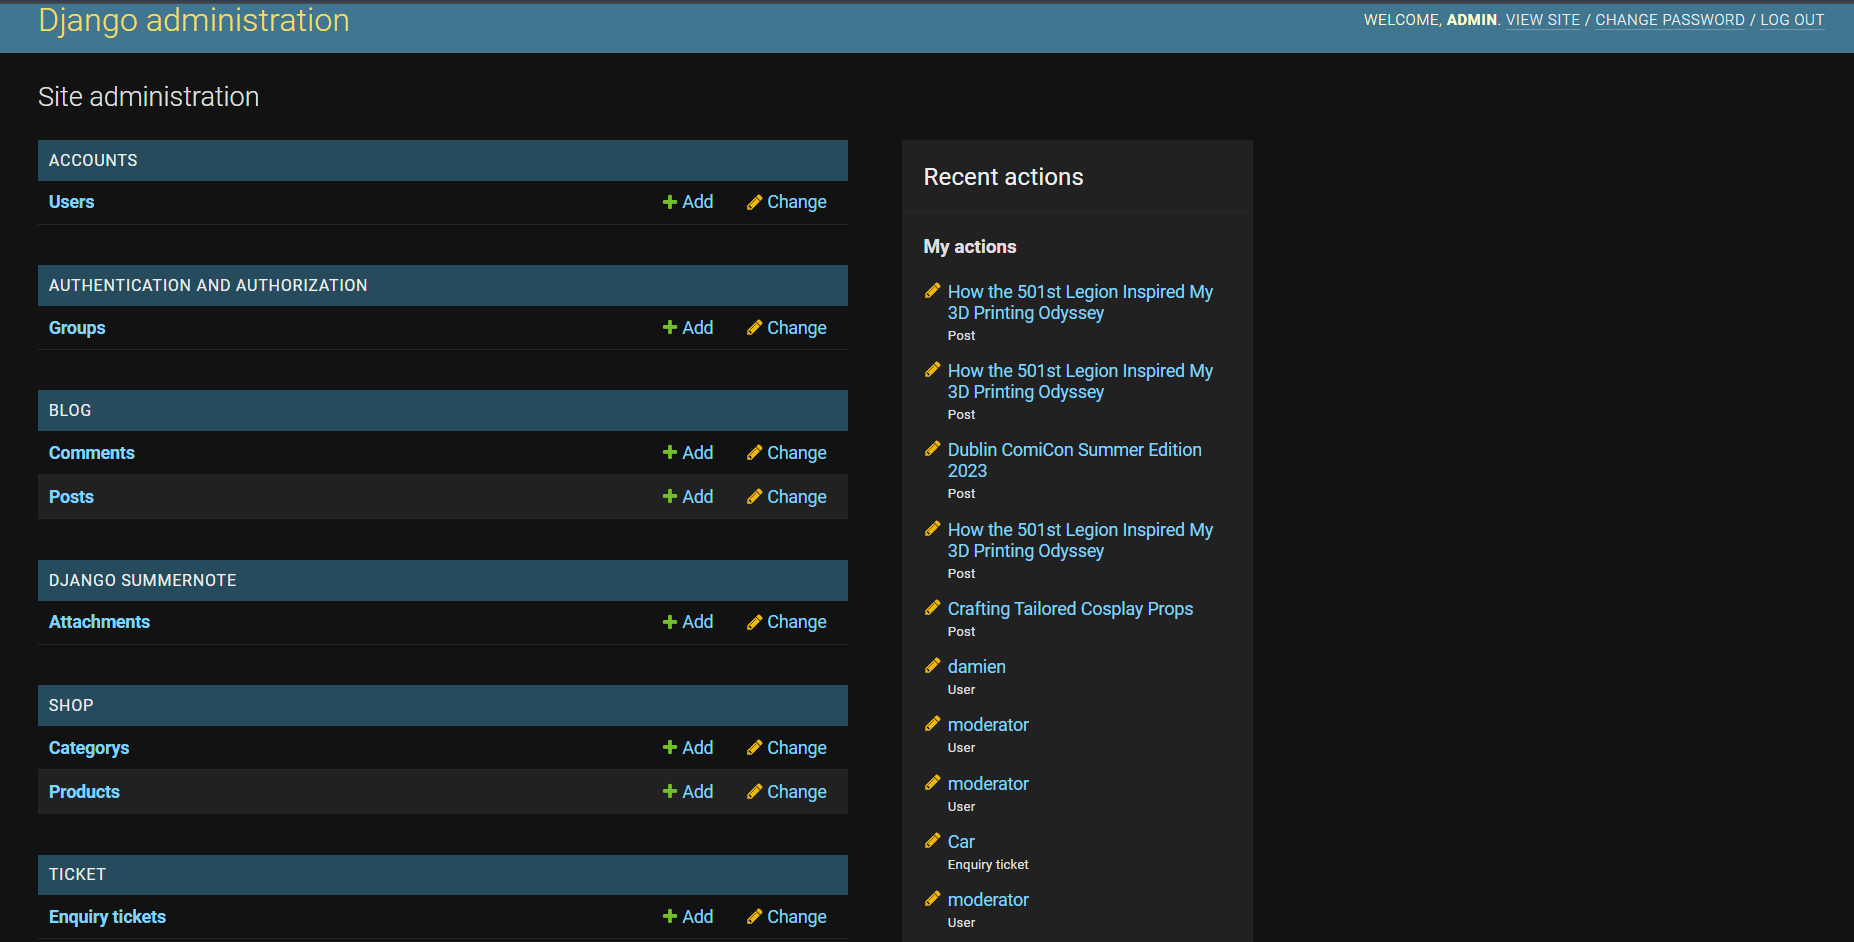 Django administration
WELCOME, ADMIN. VIEW SITE / CHANGE PASSWORD / LOG OUT
Site administration
ACCOUNTS
Users Add Change
AUTHENTICATION AND AUTHORIZATION
Groups Add Change
BLOG
Comments Add Change
Posts Add Change
DJANGO SUMMERNOTE
Attachments Add Change
SHOP
Categorys Add Change
Products Add Change
TICKET
Enquiry tickets Add Change
Recent actions
My actions
How the 501st Legion Inspired My
3D Printing Odyssey
Post
How the 501st Legion Inspired My
3D Printing Odyssey
Post
Dublin ComiCon Summer Edition
2023
Post
How the 501st Legion Inspired My
3D Printing Odyssey
Post
Crafting Tailored Cosplay Props
Post
damien
User
moderator
User
moderator
User
Car
Enquiry ticket
moderator
User